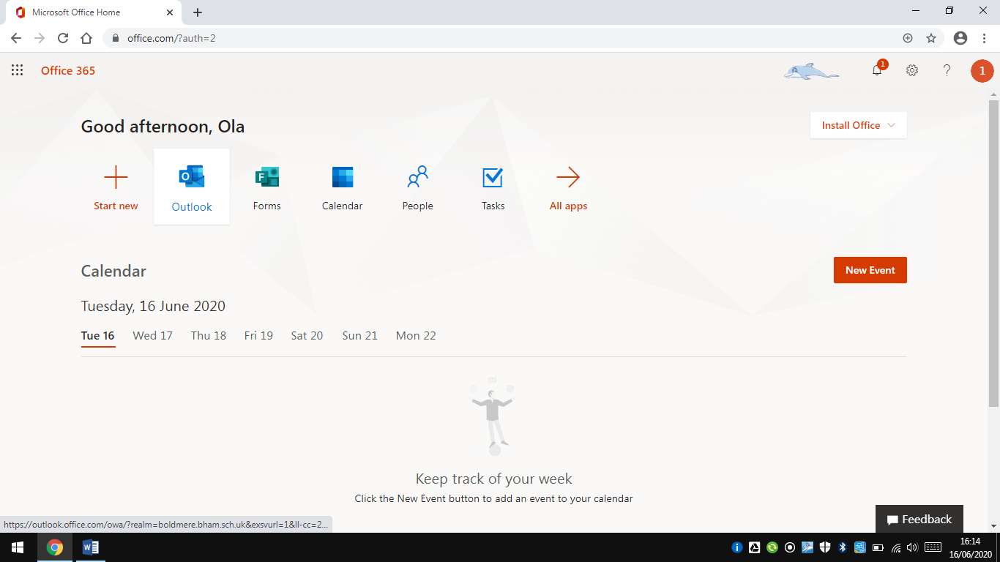 Microsoft Office Home
office.com/?auth=2
Office 365
1
1
Good afternoon, Ola
Install Office
Start new
Outlook
Forms
Calendar
People
Tasks
All apps
Calendar
New Event
Tuesday, 16 June 2020
Tue 16 Wed 17 Thu 18 Fri 19 Sat 20 Sun 21 Mon 22
Keep track of your week
Click the New Event button to add an event to your calendar
Feedback
https://outlook.office.com/owa/?realm=boldmere.bham.sch.uk&exsvurl=1&ll-cc=2...
16:14
16/06/2020